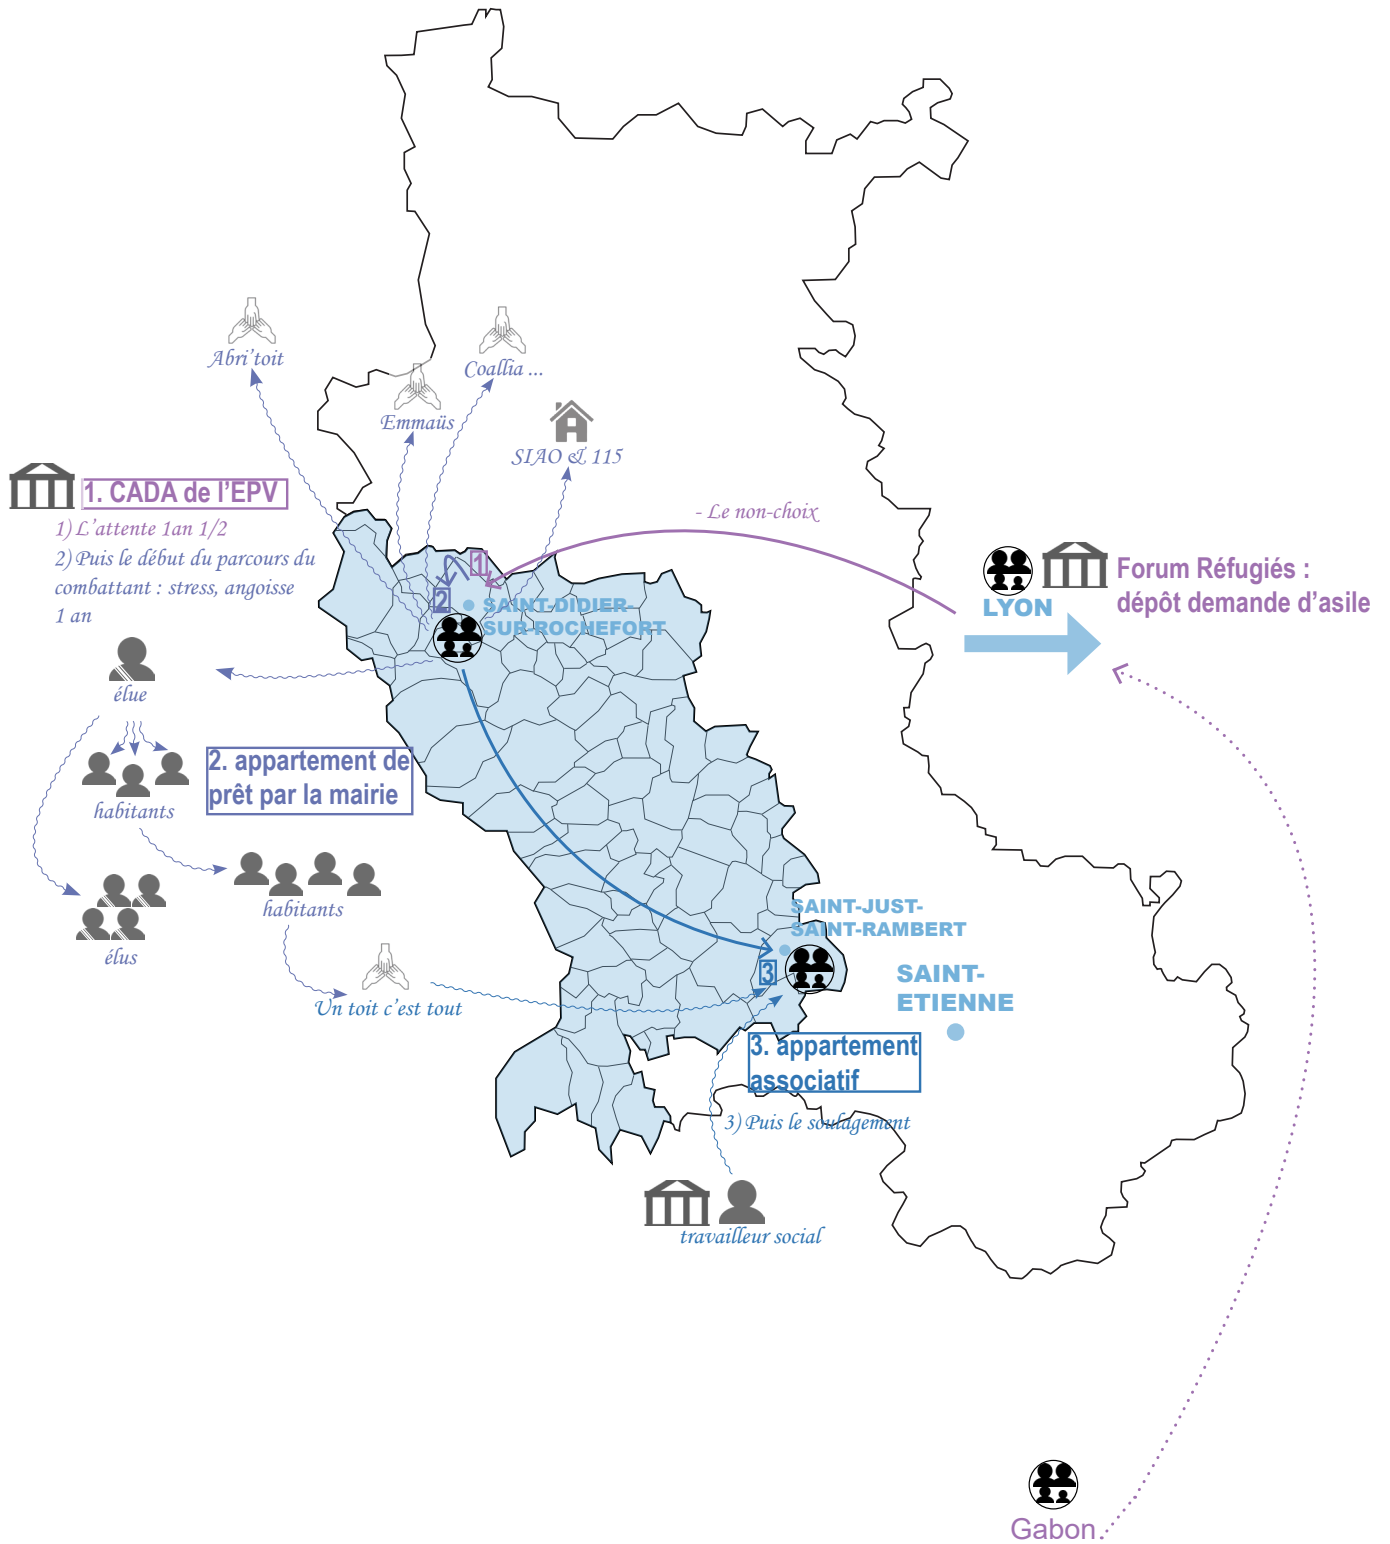 Abri'toit
Coallia ...
Emmaüs
SIAO & 115
1. CADA de l'EPV
1) L'attente 1an 1/2
2) Puis le début du parcours du
combattant : stress, angoisse
1 an
- Le non-choix
1
2
SAINT-DIDIER-
SUR-ROCHEFORT
LYON
Forum Réfugiés :
dépôt demande d'asile
élue
2. appartement de
prêt par la mairie
habitants
habitants
élus
Un toit c'est tout
SAINT-JUST-
SAINT-RAMBERT
3
SAINT-
ETIENNE
3. appartement
associatif
3) Puis le soulagement
travailleur social
Gabon